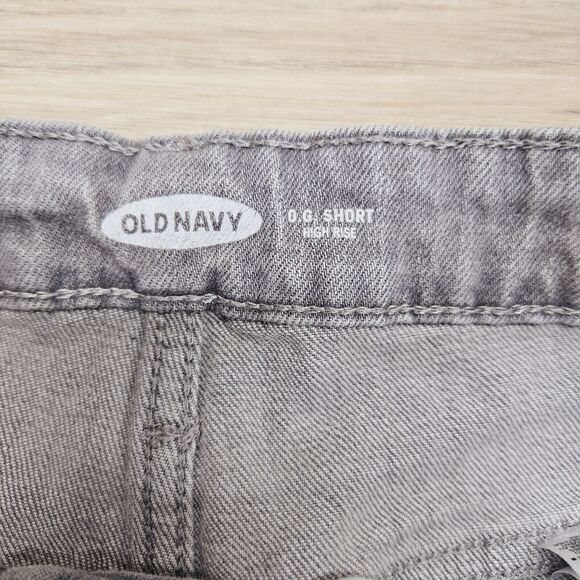 OLD NAVY
O.G. SHORT
HIGH RISE